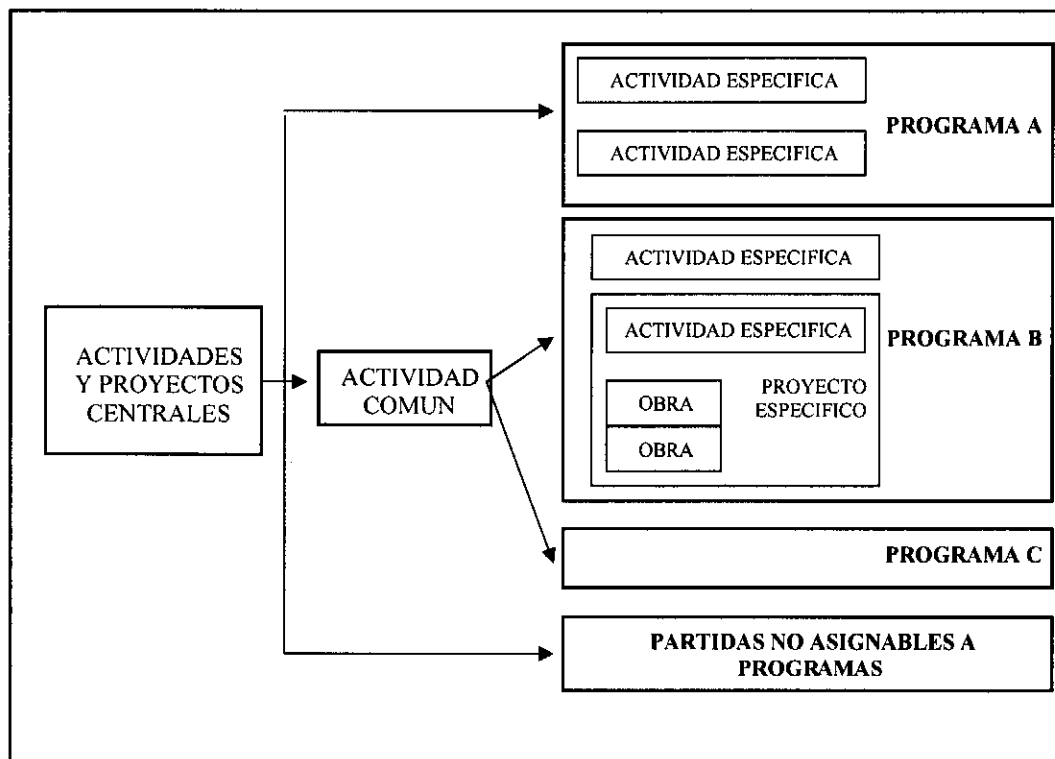 ACTIVIDADES
Y PROYECTOS
CENTRALES
ACTIVIDAD
COMUN
ACTIVIDAD ESPECIFICA
ACTIVIDAD ESPECIFICA
PROGRAMA A
ACTIVIDAD ESPECIFICA
ACTIVIDAD ESPECIFICA
PROGRAMA B
PROYECTO
ESPECIFICO
OBRA
OBRA
PROGRAMA C
PARTIDAS NO ASIGNABLES A
PROGRAMAS